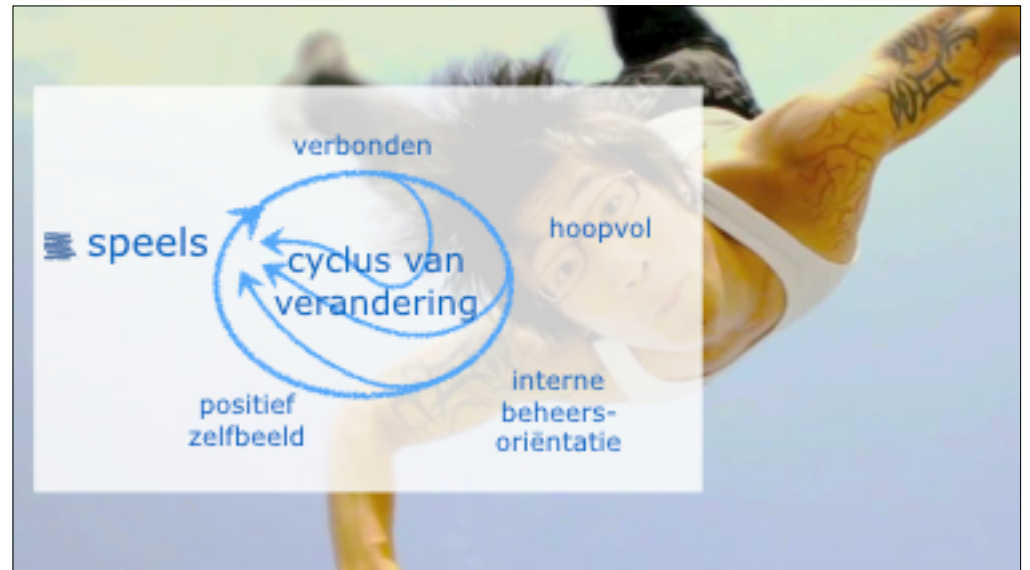 verbonden
speels
hoopvol
cyclus van
verandering
interne
beheers-
oriëntatie
positief
zelfbeeld